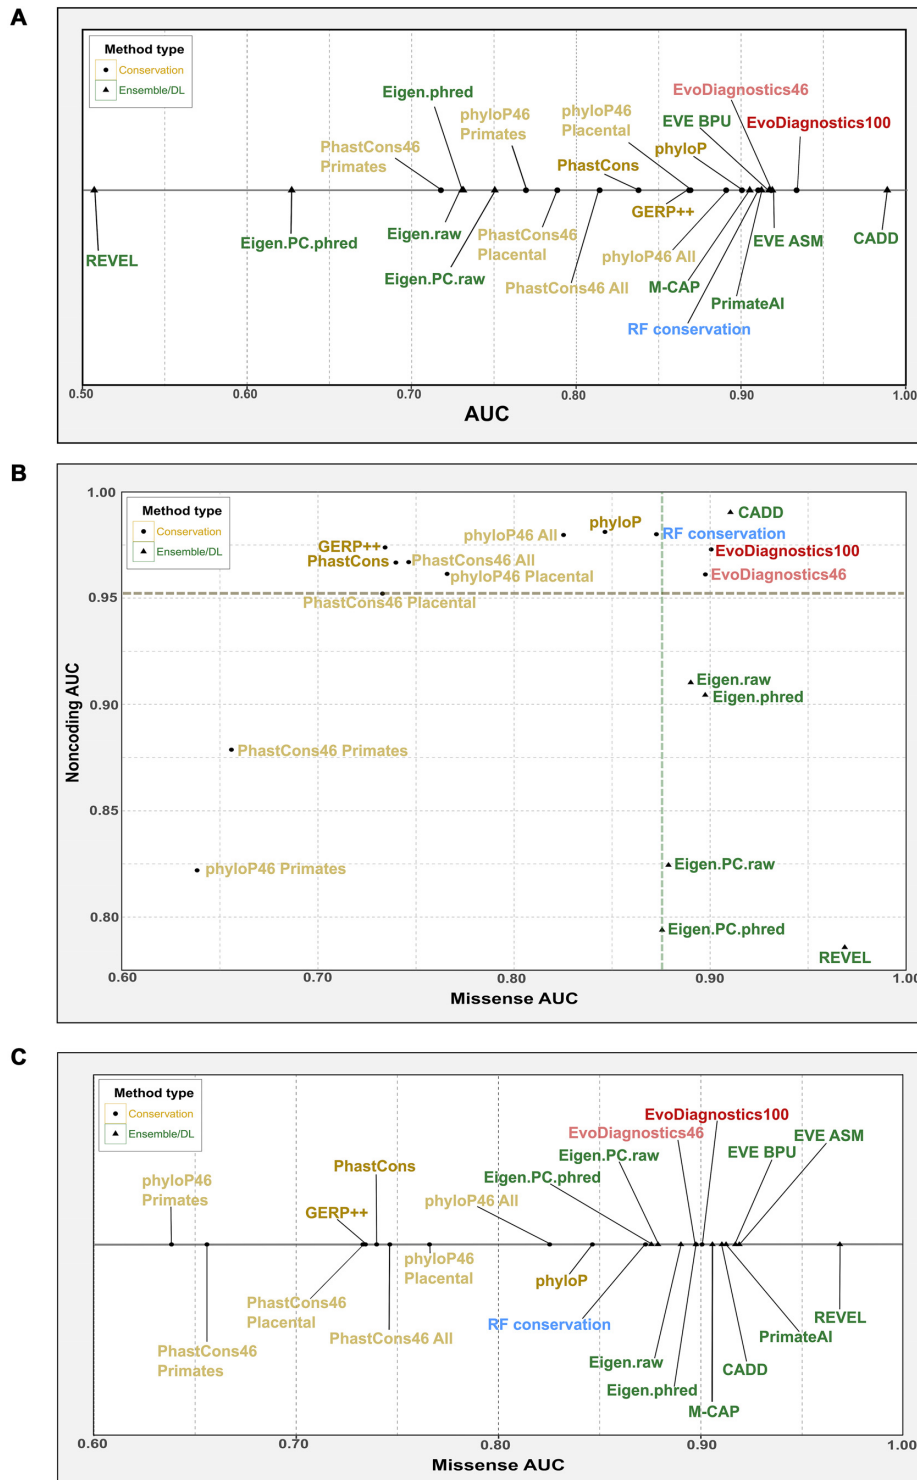 A
Method type
Conservation
Ensemble/DL
EvoDiagnostics46
Eigen.phred
phyloP46
Placental
phyloP46
Primates
EVE BPU
EvoDiagnostics100
PhastCons46
Primates
phyloP
PhastCons
GERP++
Eigen.raw
PhastCons46
Placental
EVE ASM
CADD
Eigen.PC.phred
REVEL
phyloP46 All
Eigen.PC.raw
PhastCons46 All
M-CAP
PrimateAI
RF conservation
0.50
0.60
0.70
0.80
0.90
1.00
AUC
B
1.00
Method type
Conservation
Ensemble/DL
CADD
phyloP
phyloP46 All
RF conservation
GERP++
EvoDiagnostics100
PhastCons
PhastCons46 All
phyloP46 Placental
EvoDiagnostics46
0.95
PhastCons46 Placental
Eigen.raw
Eigen.phred
0.90
Noncoding AUC
PhastCons46 Primates
0.85
phyloP46 Primates
Eigen.PC.raw
0.80
Eigen.PC.phred
REVEL
0.60
0.70
0.80
0.90
1.00
Missense AUC
C
Method type
Conservation
Ensemble/DL
EvoDiagnostics100
EvoDiagnostics46
EVE ASM
Eigen.PC.raw
EVE BPU
PhastCons
Eigen.PC.phred
phyloP46
Primates
phyloP46 All
GERP++
phyloP46
Placental
phyloP
PhastCons46
Placental
RF conservation
REVEL
PhastCons46 All
PrimateAI
PhastCons46
Primates
Eigen.raw
CADD
Eigen.phred
M-CAP
0.60
0.70
0.80
0.90
1.00
Missense AUC